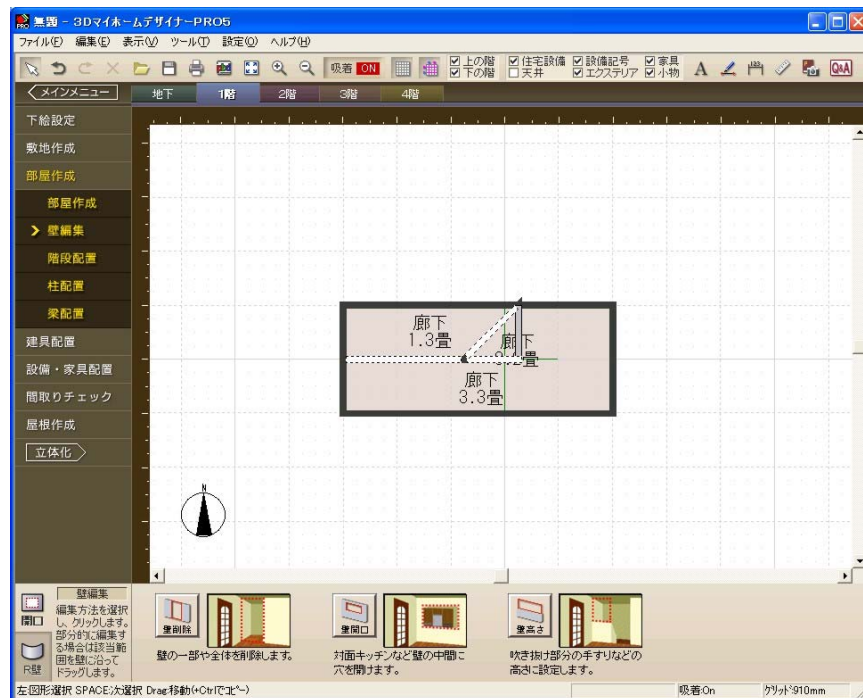 無題 - 3DマイホームデザイナーPRO5
ファイル(F) 編集(E) 表示(V) ツール(T) 設定(O) ヘルプ(H)
吸着 ON
上の階 住宅設備 設備記号 家具
下の階 天井 エクステリア 小物
A Q&A
メインメニュー 地下 1階 2階 3階 4階
下絵設定
敷地作成
部屋作成
部屋作成
壁編集
階段配置
柱配置
梁配置
建具配置
設備・家具配置
間取りチェック
屋根作成
立体化
廊下
1.3畳
廊下
廊下
3.3畳
N
壁編集
編集方法を選択し、クリックします。
部分的に編集する場合は該当範囲を壁に沿ってドラッグします。
開口
R壁
壁削除
壁の一部や全体を削除します。
壁開口
対面キッチンなど壁の中間に
穴を開けます。
壁高さ
吹き抜け部分の手すりなどの
高さに設定します。
左:図形選択 SPACE:次選択 Drag:移動(+Ctrlでコピー)
吸着:On
グリッド:910mm